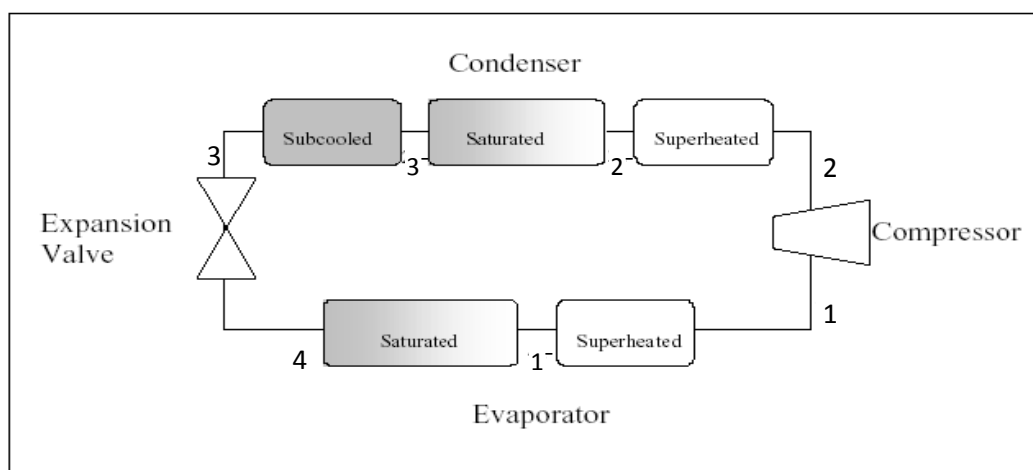 Condenser
Subcooled
Saturated
Superheated
3
3-
2-
2
Expansion
Valve
Compressor
1
4
Saturated
1-
Superheated
Evaporator